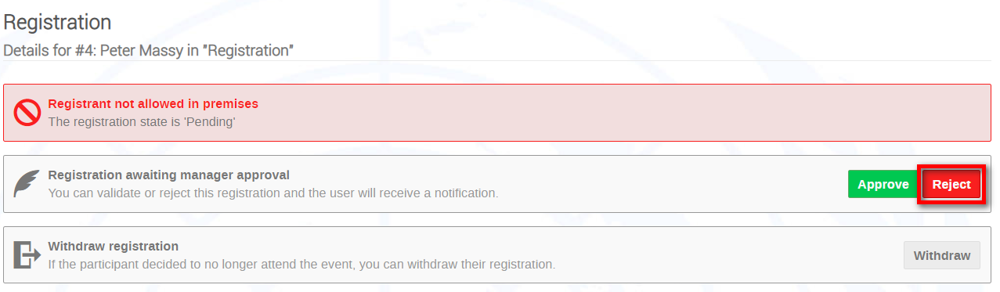 Registration
Details for #4: Peter Massy in "Registration"
Registrant not allowed in premises
The registration state is 'Pending'
Registration awaiting manager approval
You can validate or reject this registration and the user will receive a notification.
Approve
Reject
Withdraw registration
If the participant decided to no longer attend the event, you can withdraw their registration.
Withdraw